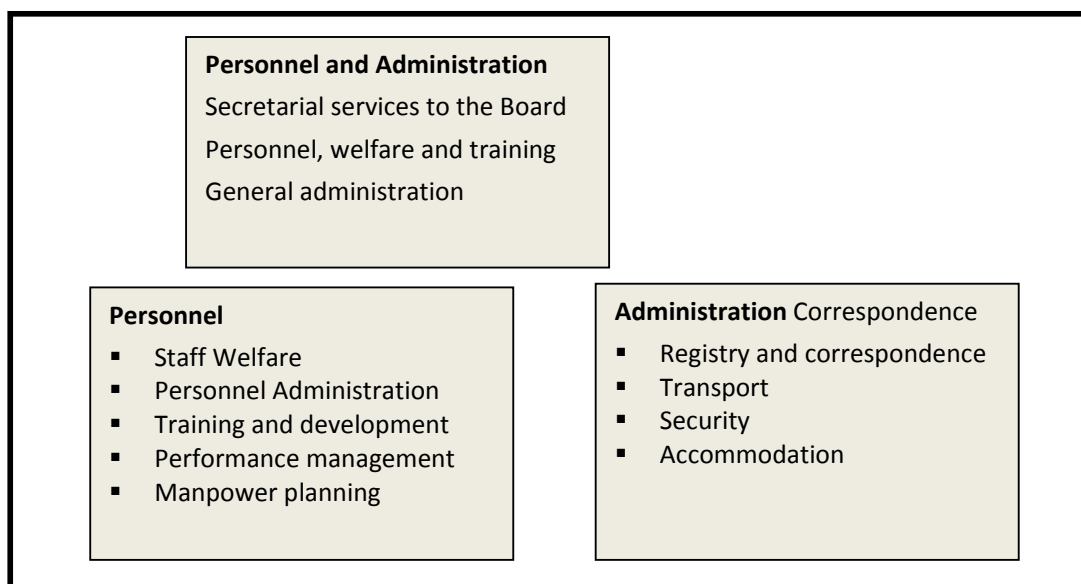 Personnel and Administration
Secretarial services to the Board
Personnel, welfare and training
General administration
Personnel
▪ Staff Welfare
▪ Personnel Administration
▪ Training and development
▪ Performance management
▪ Manpower planning
Administration Correspondence
▪ Registry and correspondence
▪ Transport
▪ Security
▪ Accommodation